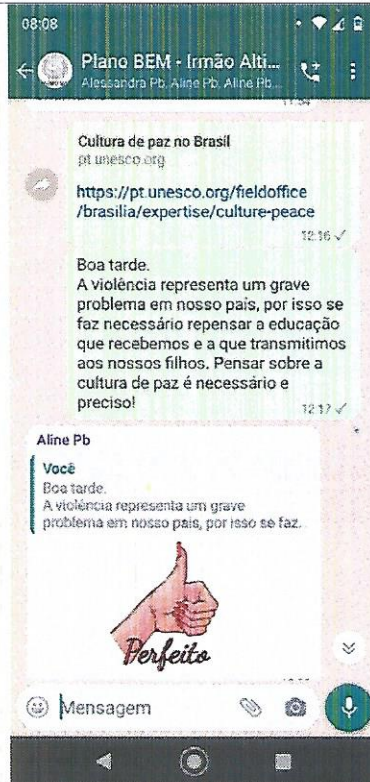 08:08
Plano BEM - Irmão Alti...
Alessandra Pb, Aline Pb, Aline Pb...
11:54
Cultura de paz no Brasil
pt.unesco.org
https://pt.unesco.org/fieldoffice
/brasilia/expertise/culture-peace
12:16
Boa tarde.
A violência representa um grave
problema em nosso país, por isso se
faz necessário repensar a educação
que recebemos e a que transmitimos
aos nossos filhos. Pensar sobre a
cultura de paz é necessário e
preciso!
12:17
Aline Pb
Você
Boa tarde.
A violência representa um grave
problema em nosso país, por isso se faz.
Perfeito
Mensagem